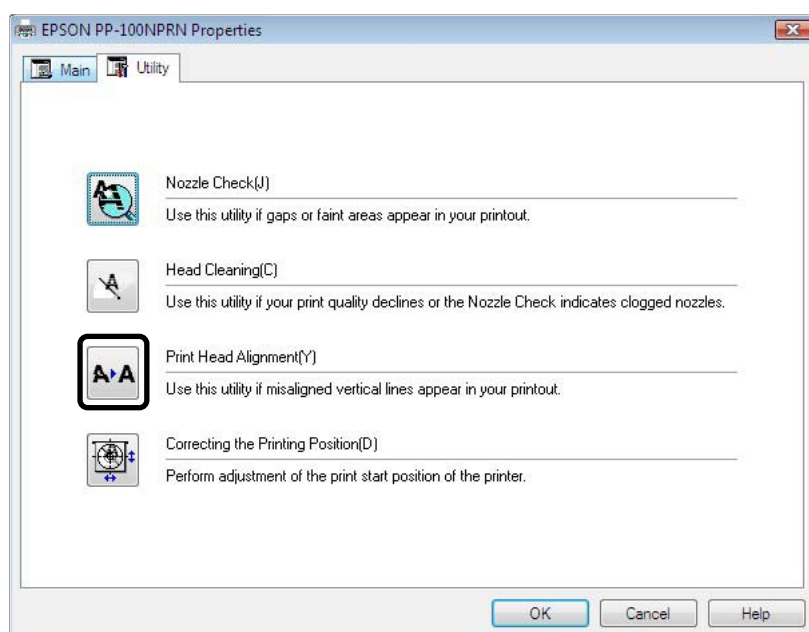 EPSON PP-100NPRN Properties
Main
Utility
Nozzle Check(J)
Use this utility if gaps or faint areas appear in your printout.
Head Cleaning(C)
Use this utility if your print quality declines or the Nozzle Check indicates clogged nozzles.
Print Head Alignment(Y)
Use this utility if misaligned vertical lines appear in your printout.
Correcting the Printing Position(D)
Perform adjustment of the print start position of the printer.
OK
Cancel
Help